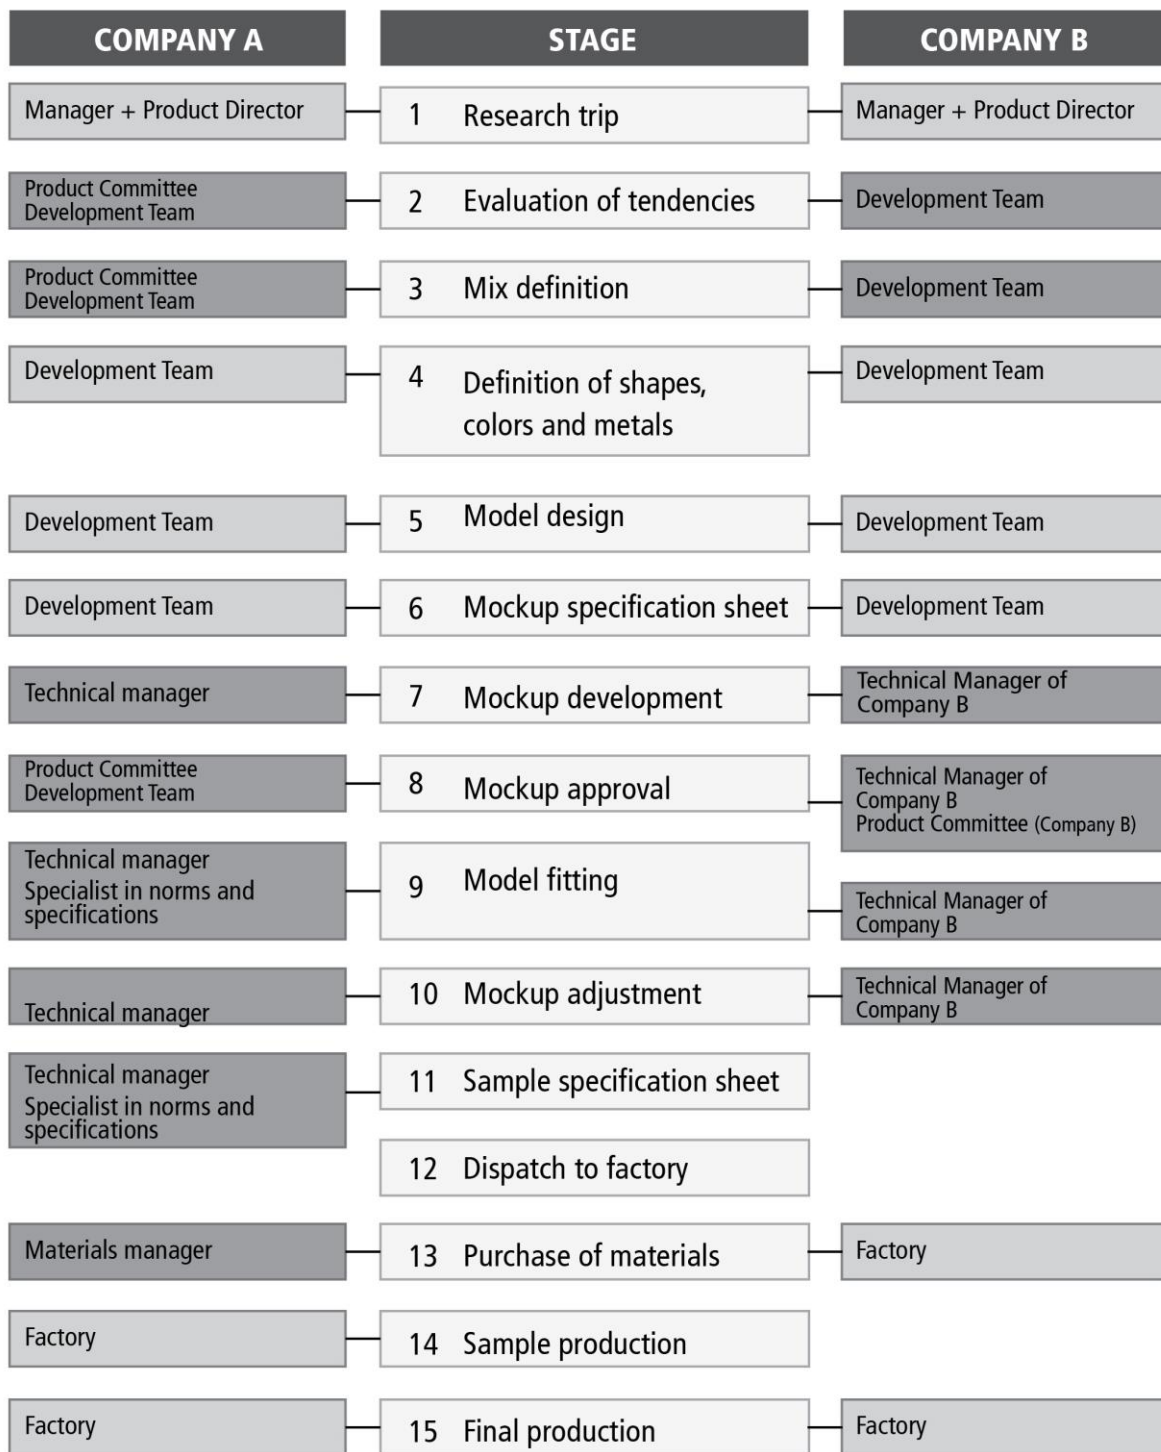 COMPANY A
STAGE
COMPANY B
Manager + Product Director
1 Research trip
Manager + Product Director
Product Committee
Development Team
2 Evaluation of tendencies
Development Team
Product Committee
Development Team
3 Mix definition
Development Team
Development Team
4 Definition of shapes,
colors and metals
Development Team
Development Team
5 Model design
Development Team
Development Team
6 Mockup specification sheet
Development Team
Technical manager
7 Mockup development
Technical Manager of
Company B
Product Committee
Development Team
8 Mockup approval
Technical Manager of
Company B
Product Committee (Company B)
Technical manager
Specialist in norms and
specifications
9 Model fitting
Technical Manager of
Company B
Technical manager
10 Mockup adjustment
Technical Manager of
Company B
Technical manager
Specialist in norms and
specifications
11 Sample specification sheet
12 Dispatch to factory
Materials manager
13 Purchase of materials
Factory
Factory
14 Sample production
Factory
15 Final production
Factory